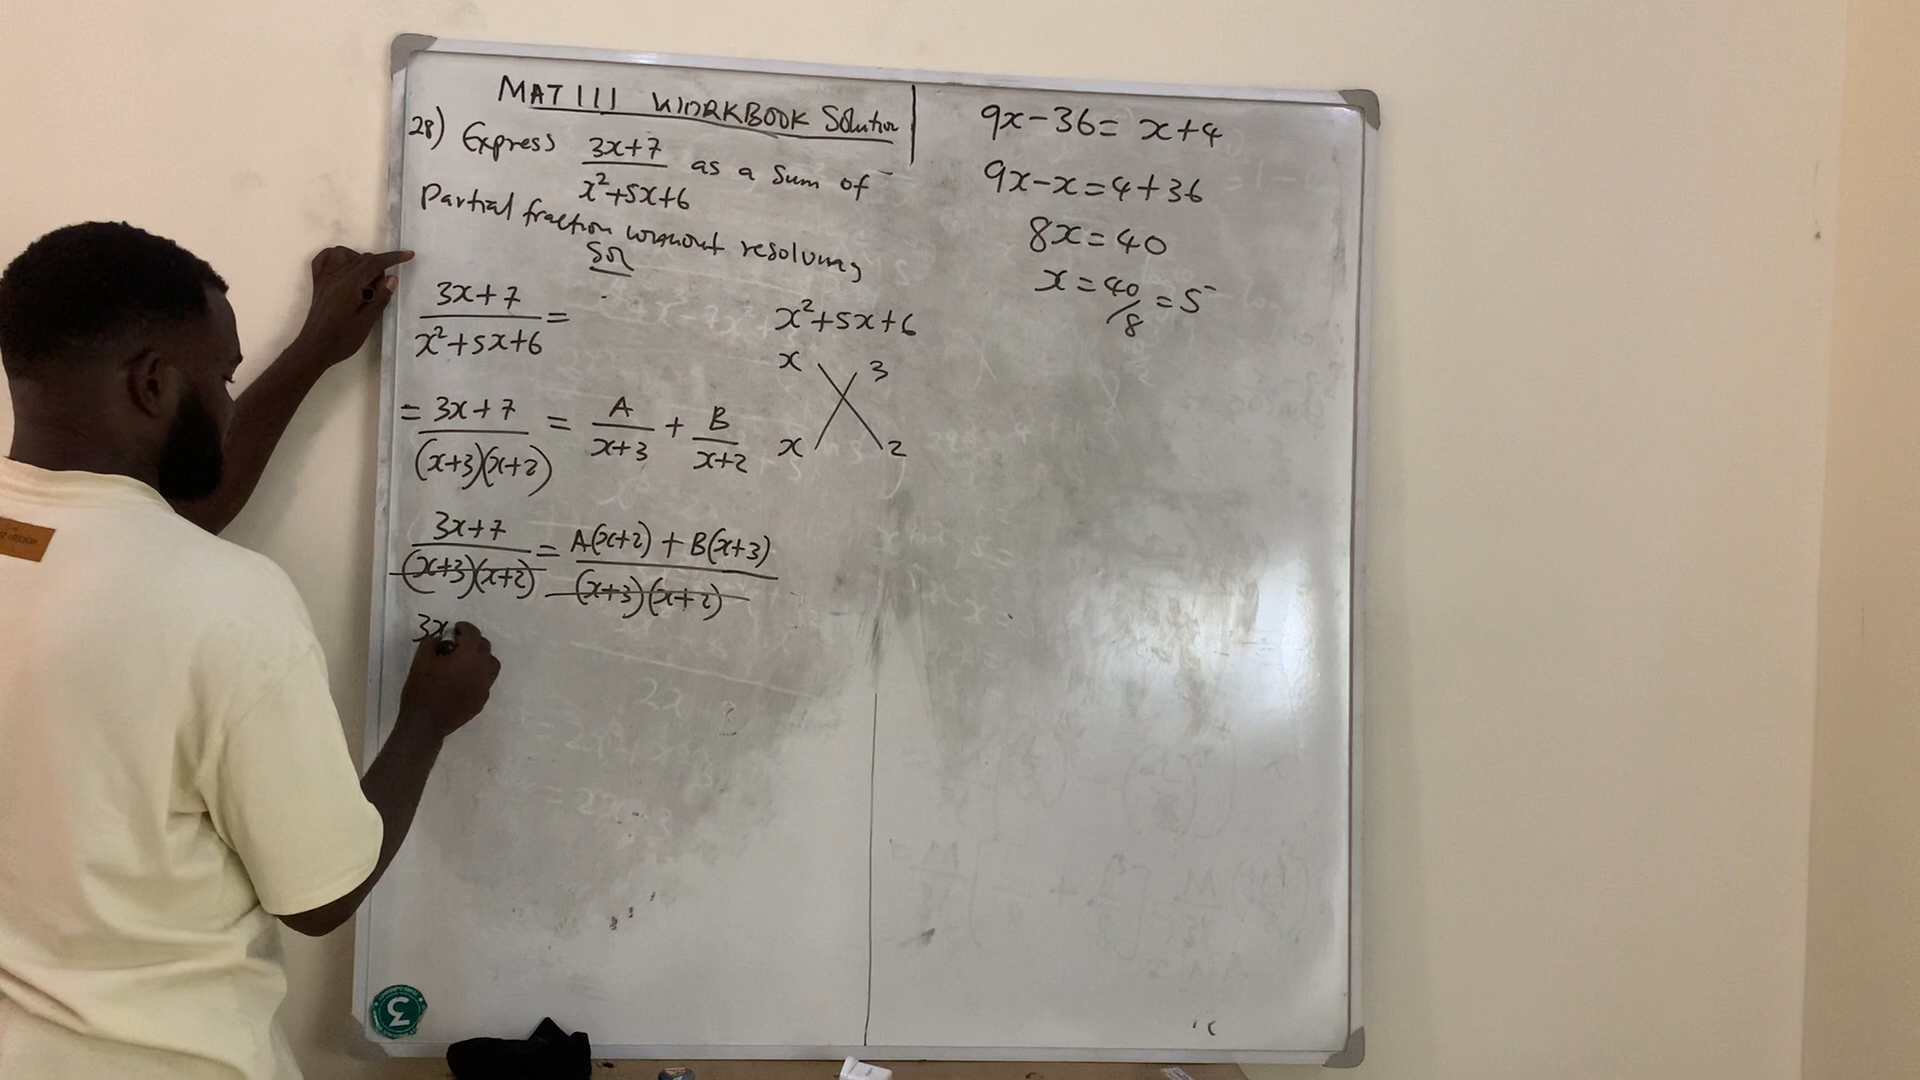 MAT 111 WORKBOOK Solution
28) Express 3x+7/x²+5x+6 as a sum of
Partial fraction without resolving
Sol
3x+7/x²+5x+6 =
x²+5x+6
x 3
x 2
= 3x+7/(x+3)(x+2) = A/x+3 + B/x+2
3x+7/(x+3)(x+2) = A(x+2) + B(x+3)/(x+3)(x+2)
3x
9x-36 = x+4
9x-x = 4+36
8x = 40
x = 40/8 = 5